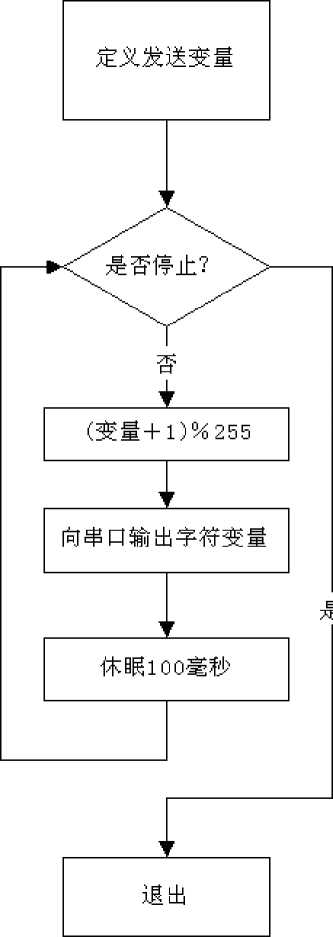 定义发送变量
是否停止?
否
(变量＋1)％255
向串口输出字符变量
是
休眠100毫秒
退出